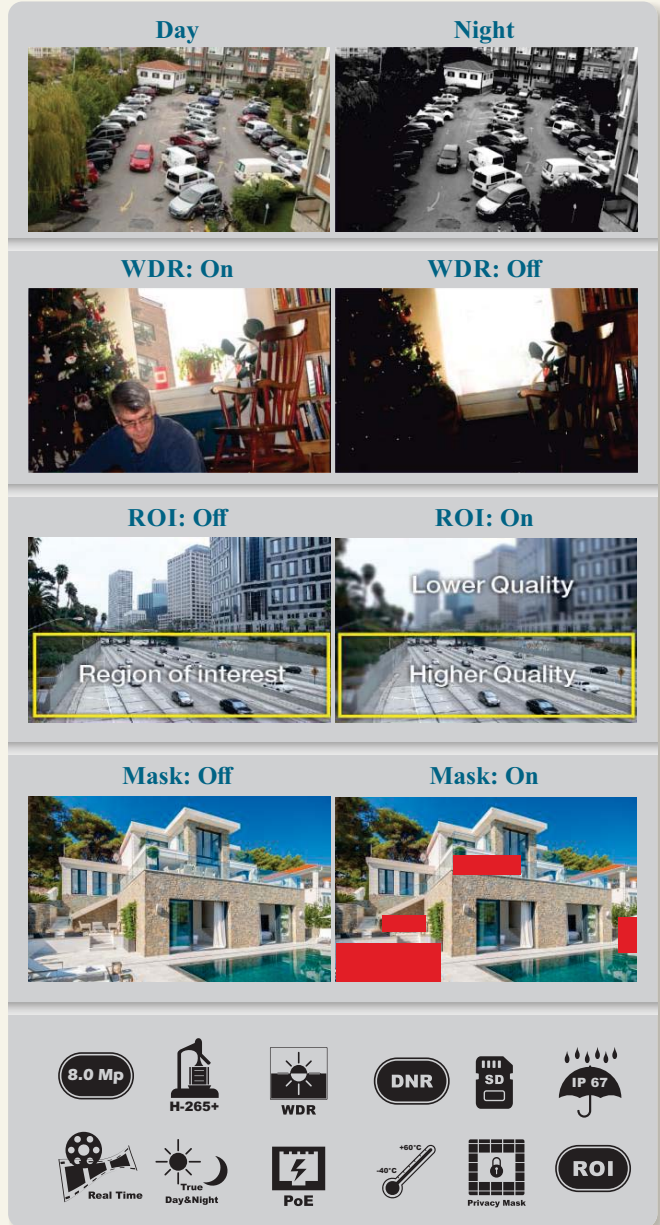 Day
Night
WDR: On
WDR: Off
ROI: Off
ROI: On
Region of interest
Lower Quality
Higher Quality
Mask: Off
Mask: On
8.0 Mp
H-265+
WDR
DNR
SD
IP 67
Real Time
True
Day&Night
PoE
+60°C
-40°C
Privacy Mask
ROI